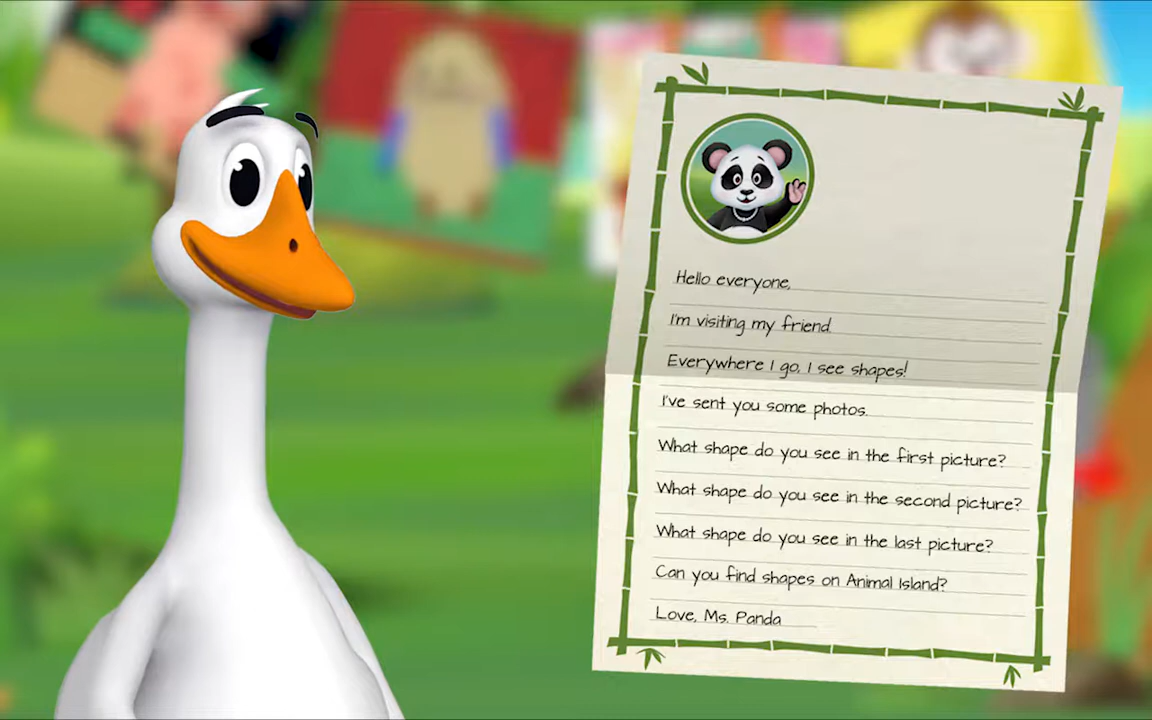 Hello everyone,
I'm visiting my friend.
Everywhere I go, I see shapes!
I've sent you some photos.
What shape do you see in the first picture?
What shape do you see in the second picture?
What shape do you see in the last picture?
Can you find shapes on Animal Island?
Love, Ms. Panda